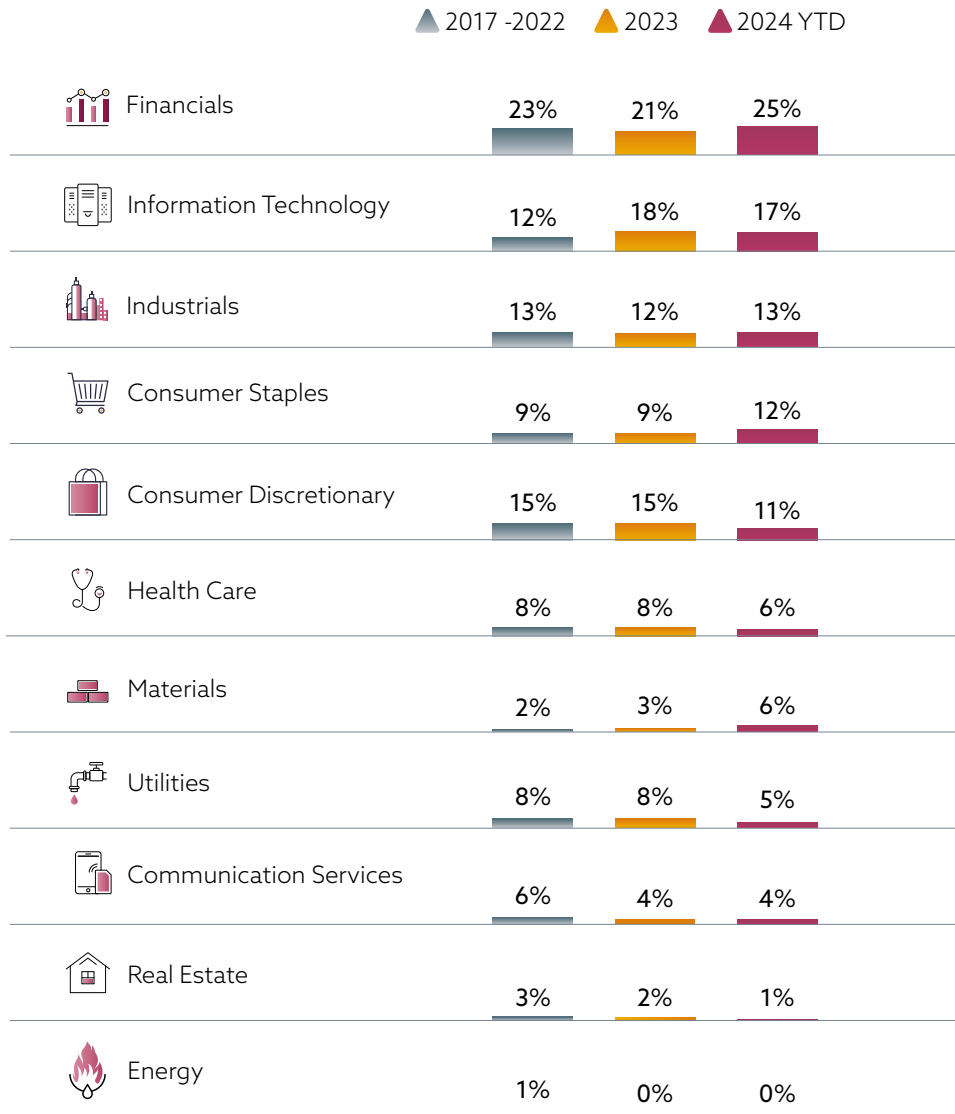 2017 -2022 2023 2024 YTD
Financials 23% 21% 25%
Information Technology 12% 18% 17%
Industrials 13% 12% 13%
Consumer Staples 9% 9% 12%
Consumer Discretionary 15% 15% 11%
Health Care 8% 8% 6%
Materials 2% 3% 6%
Utilities 8% 8% 5%
Communication Services 6% 4% 4%
Real Estate 3% 2% 1%
Energy 1% 0% 0%